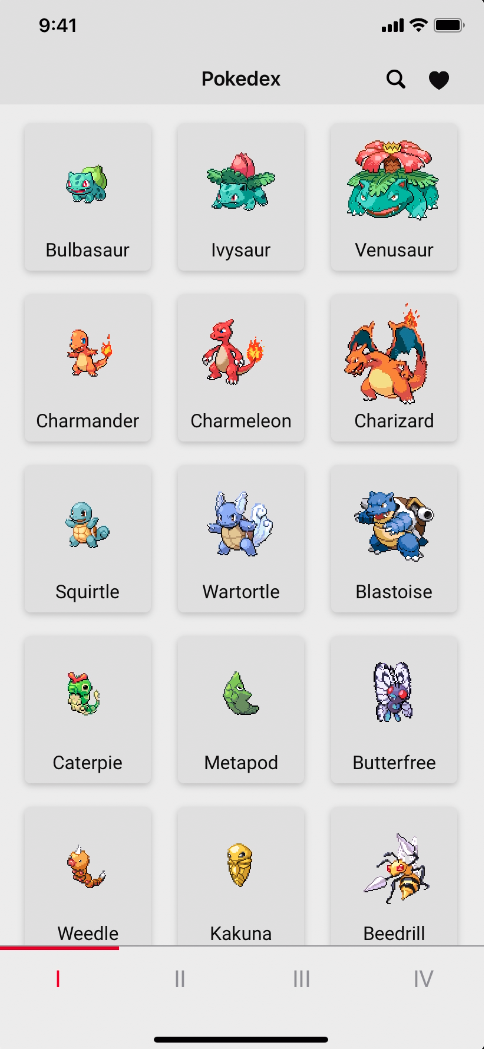 9:41
Pokedex
Bulbasaur Ivysaur Venusaur
Charmander Charmeleon Charizard
Squirtle Wartortle Blastoise
Caterpie Metapod Butterfree
Weedle Kakuna Beedrill
I II III IV